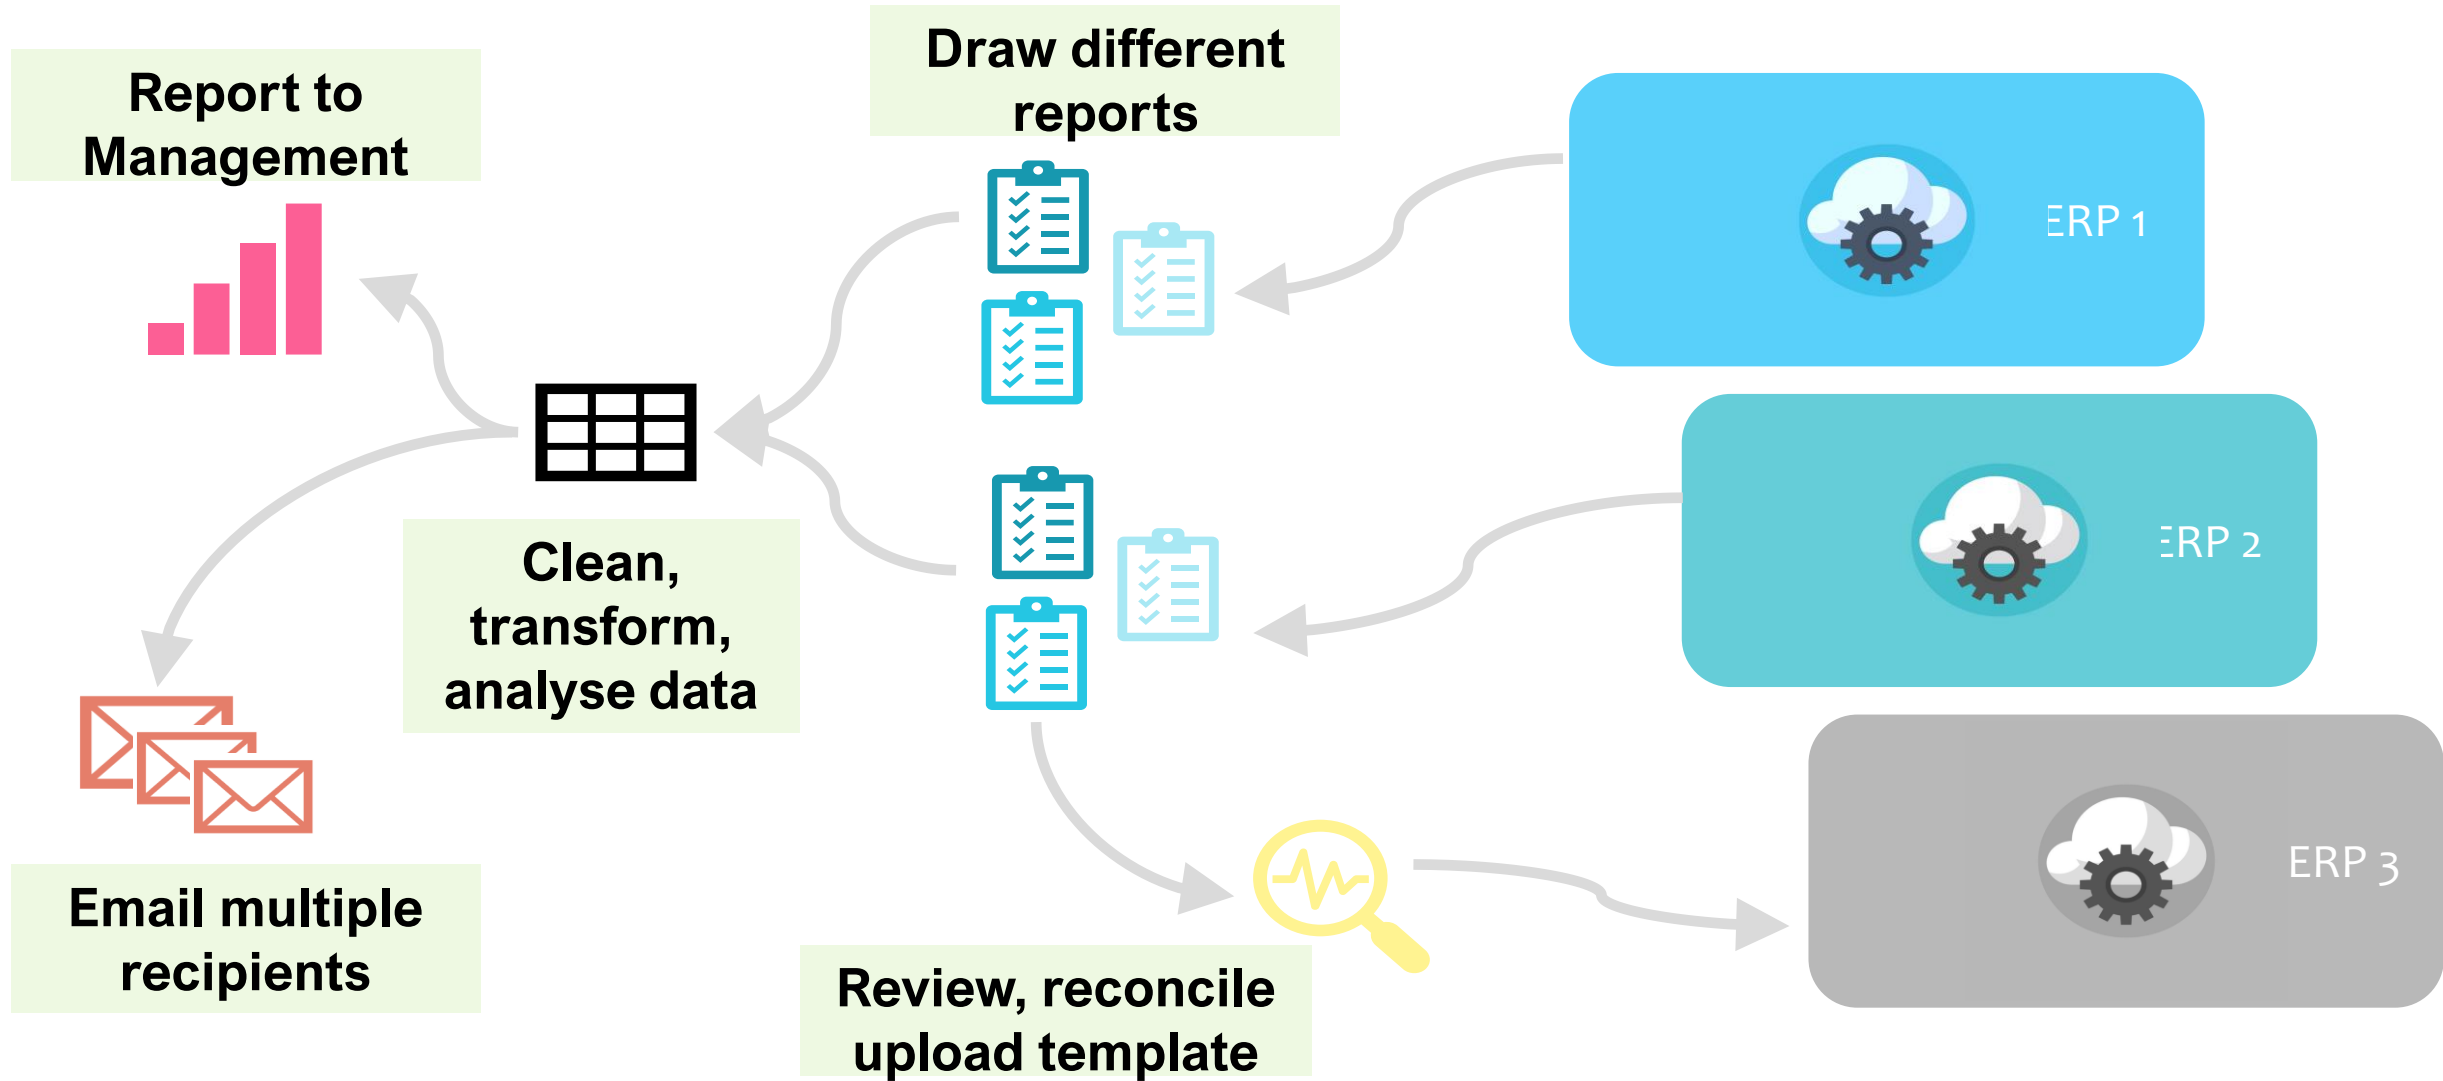 Draw different
reports
Report to
Management
ERP 1
Clean,
transform,
analyse data
ERP 2
Email multiple
recipients
ERP 3
Review, reconcile
upload template